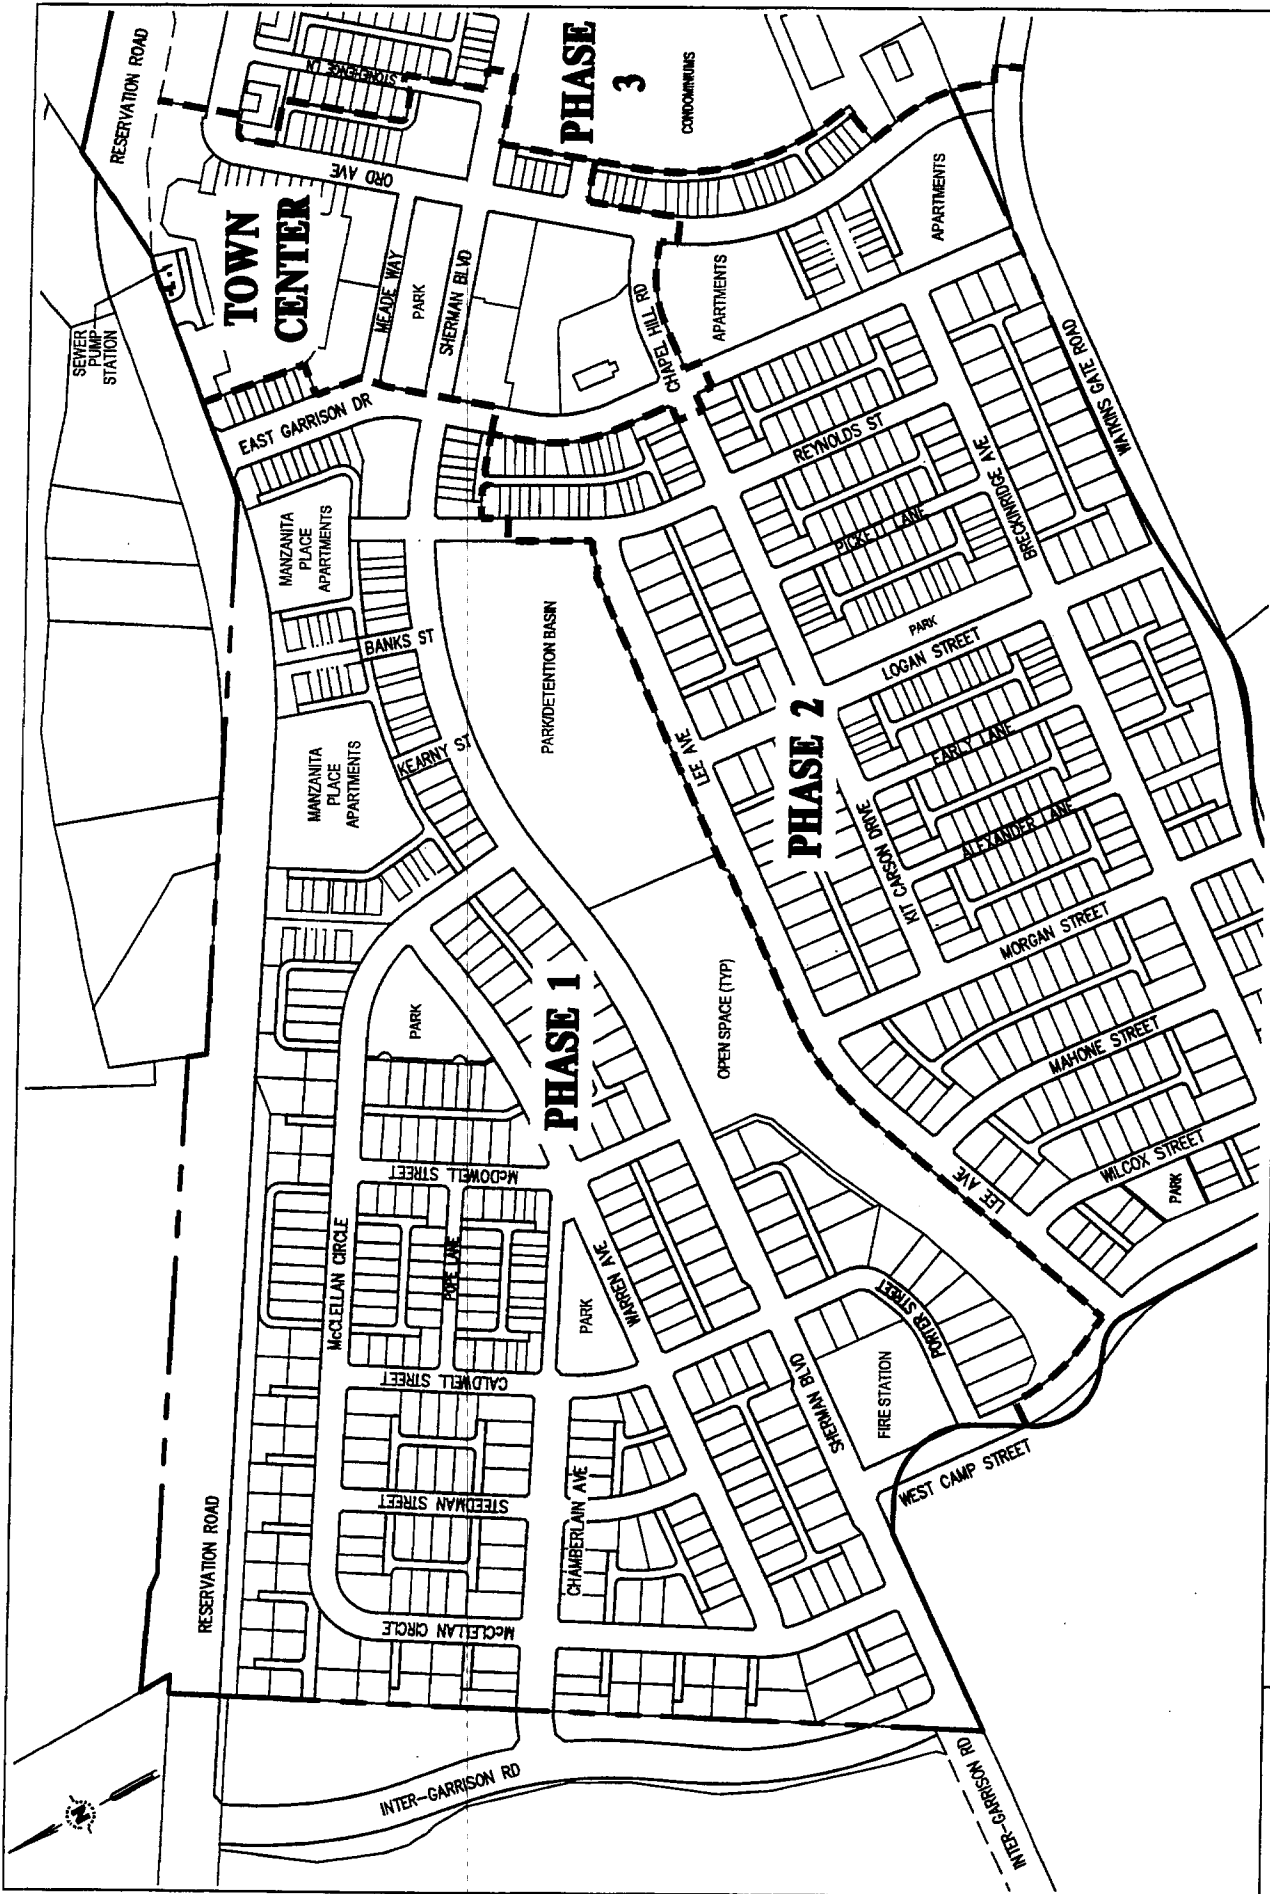 RESERVATION ROAD
STONEHENGE LN
PHASE
3
CONDOMINIUMS
ORD AVE
TOWN
CENTER
MEADE WAY
PARK
SHERMAN BLVD
CHAPEL HILL RD
APARTMENTS
APARTMENTS
SEWER
PUMP
STATION
EAST GARRISON DR
WATKINS GATE ROAD
REYNOLDS ST
BRECKINRIDGE AVE
PICKETT LANE
MANZANITA
PLACE
APARTMENTS
BANKS ST
PARK/DETENTION BASIN
PARK
LOGAN STREET
KEARNY ST
LEE AVE
PHASE 2
EARLY LANE
MANZANITA
PLACE
APARTMENTS
KIT CARSON DRIVE
ALEXANDER LANE
MORGAN STREET
PARK
PHASE 1
OPEN SPACE (TYP)
MAHONE STREET
McDOWELL STREET
WILCOX STREET
LEE AVE
PARK
McCLELLAN CIRCLE
POPE LANE
WARREN AVE
PARK
PORTER STREET
CALDWELL STREET
SHERMAN BLVD
FIRE STATION
STEEDMAN STREET
CHAMBERLAIN AVE
WEST CAMP STREET
RESERVATION ROAD
McCLELLAN CIRCLE
INTER-GARRISON RD
INTER-GARRISON RD
N